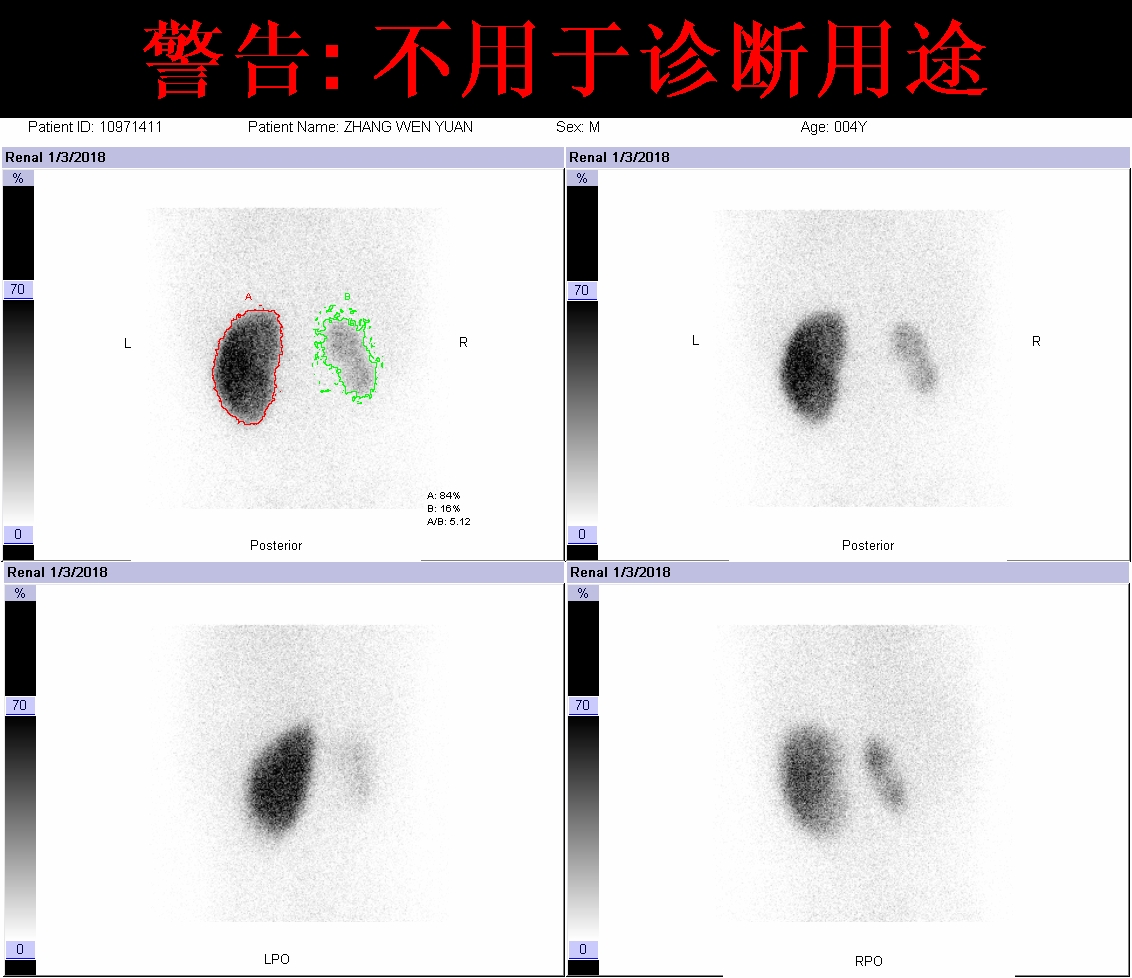 警告: 不用于诊断用途
Patient ID: 10971411 Patient Name: ZHANG WEN YUAN Sex: M Age: 004Y
Renal 1/3/2018
%
70
0
A
B
L
R
A: 84%
B: 16%
A/B: 5.12
Posterior
Renal 1/3/2018
%
70
0
L
R
Posterior
Renal 1/3/2018
%
70
0
LPO
Renal 1/3/2018
%
70
0
RPO